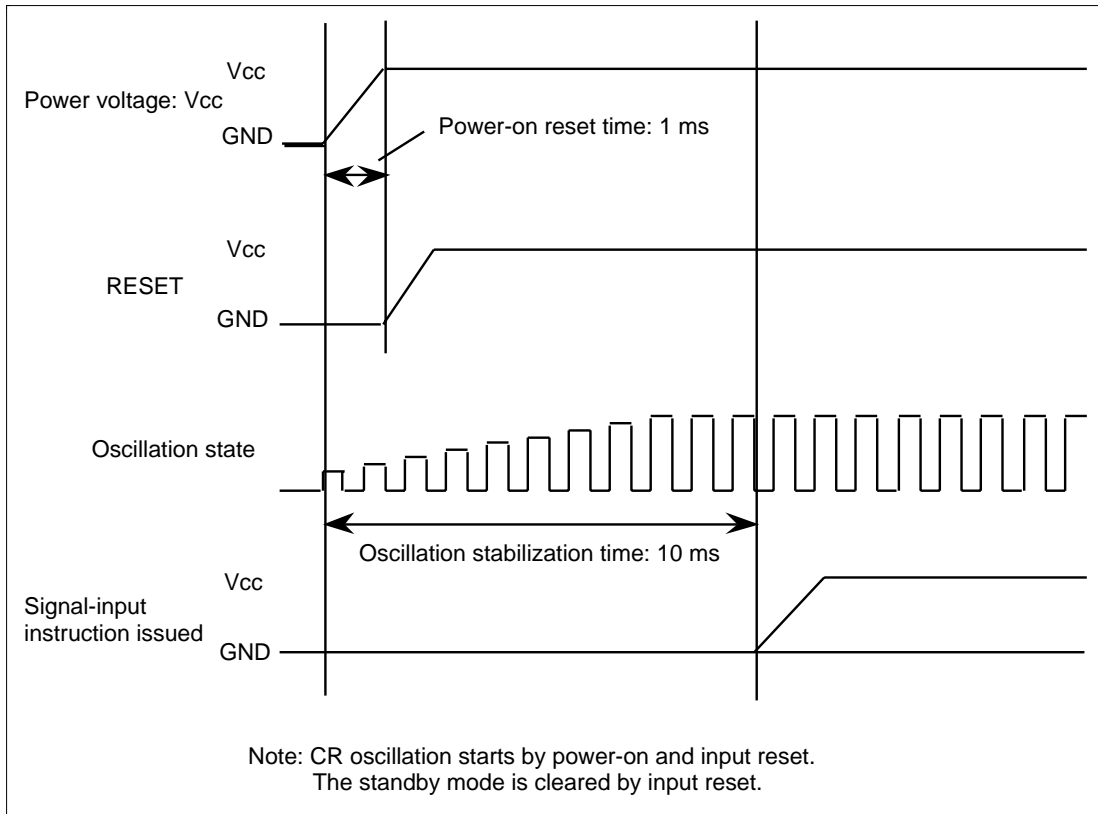 Vcc
Power voltage: Vcc
GND
Power-on reset time: 1 ms
Vcc
RESET
GND
Oscillation state
Oscillation stabilization time: 10 ms
Vcc
Signal-input
instruction issued
GND
Note: CR oscillation starts by power-on and input reset.
The standby mode is cleared by input reset.